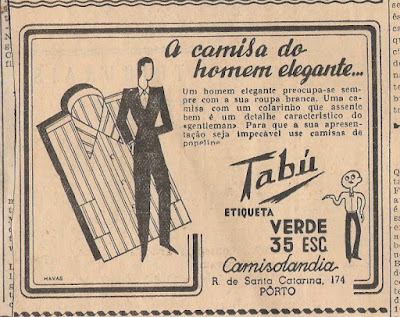 A camisa do
homem elegante...
Um homem elegante preocupa-se sem-
pre com a sua roupa branca. Uma ca-
misa com um colarinho que assente
bem é um detalhe caracteristico do
«gentleman» Para que a sua apresen-
tação seja impecável use camisas de
popeline
Tabú
ETIQUETA
VERDE
35 ESC.
Camisolandia
R. de Santa Catarina, 174
PÔRTO
HAVAS